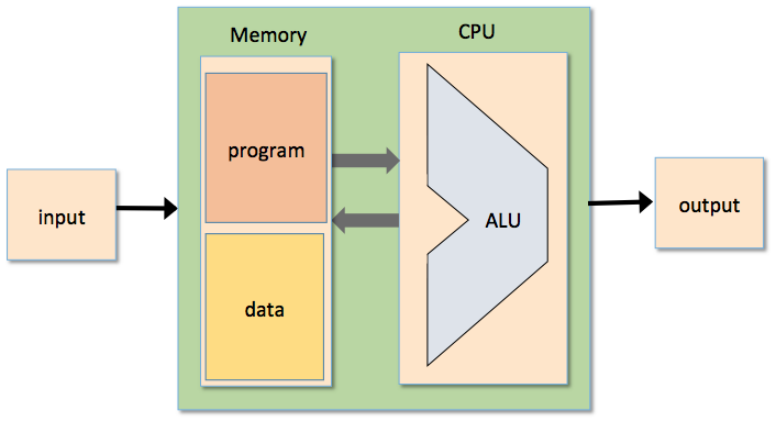 Memory
CPU
program
input
ALU
output
data